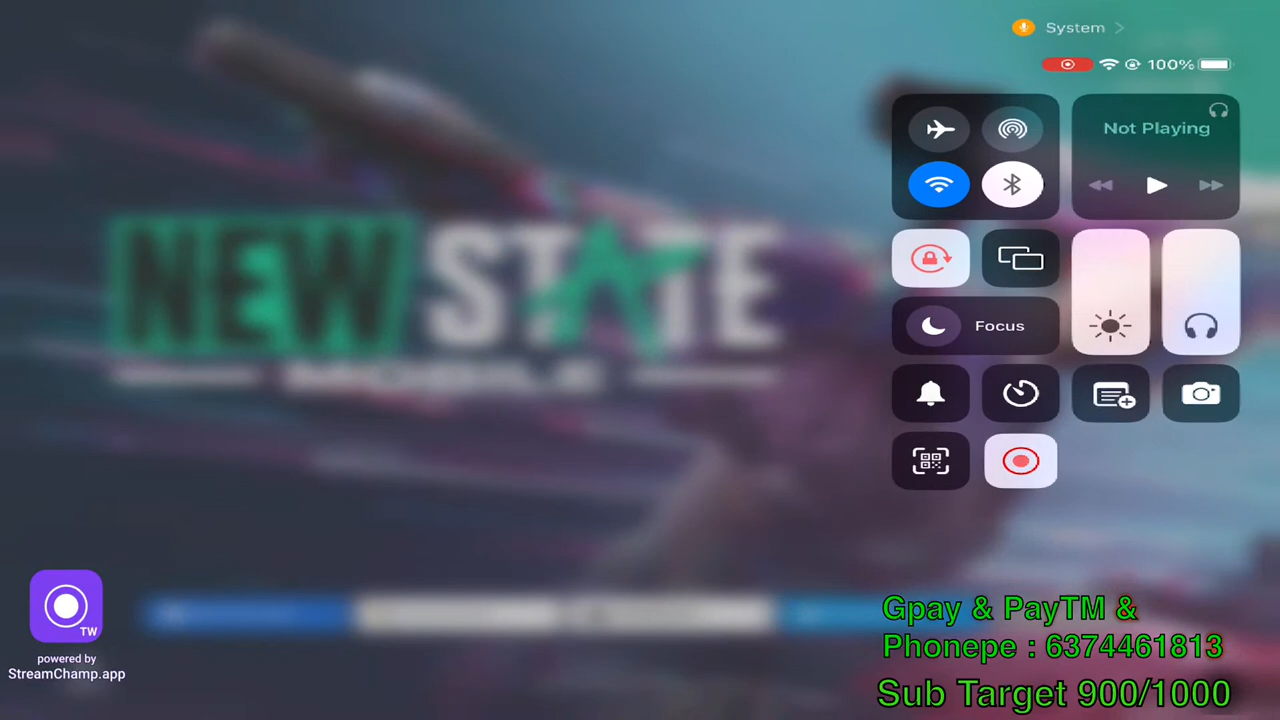 System
100%
Not Playing
NEW STATE
MOBILE
Focus
TW
powered by
StreamChamp.app
Gpay & PayTM &
Phonepe : 6374461813
Sub Target 900/1000